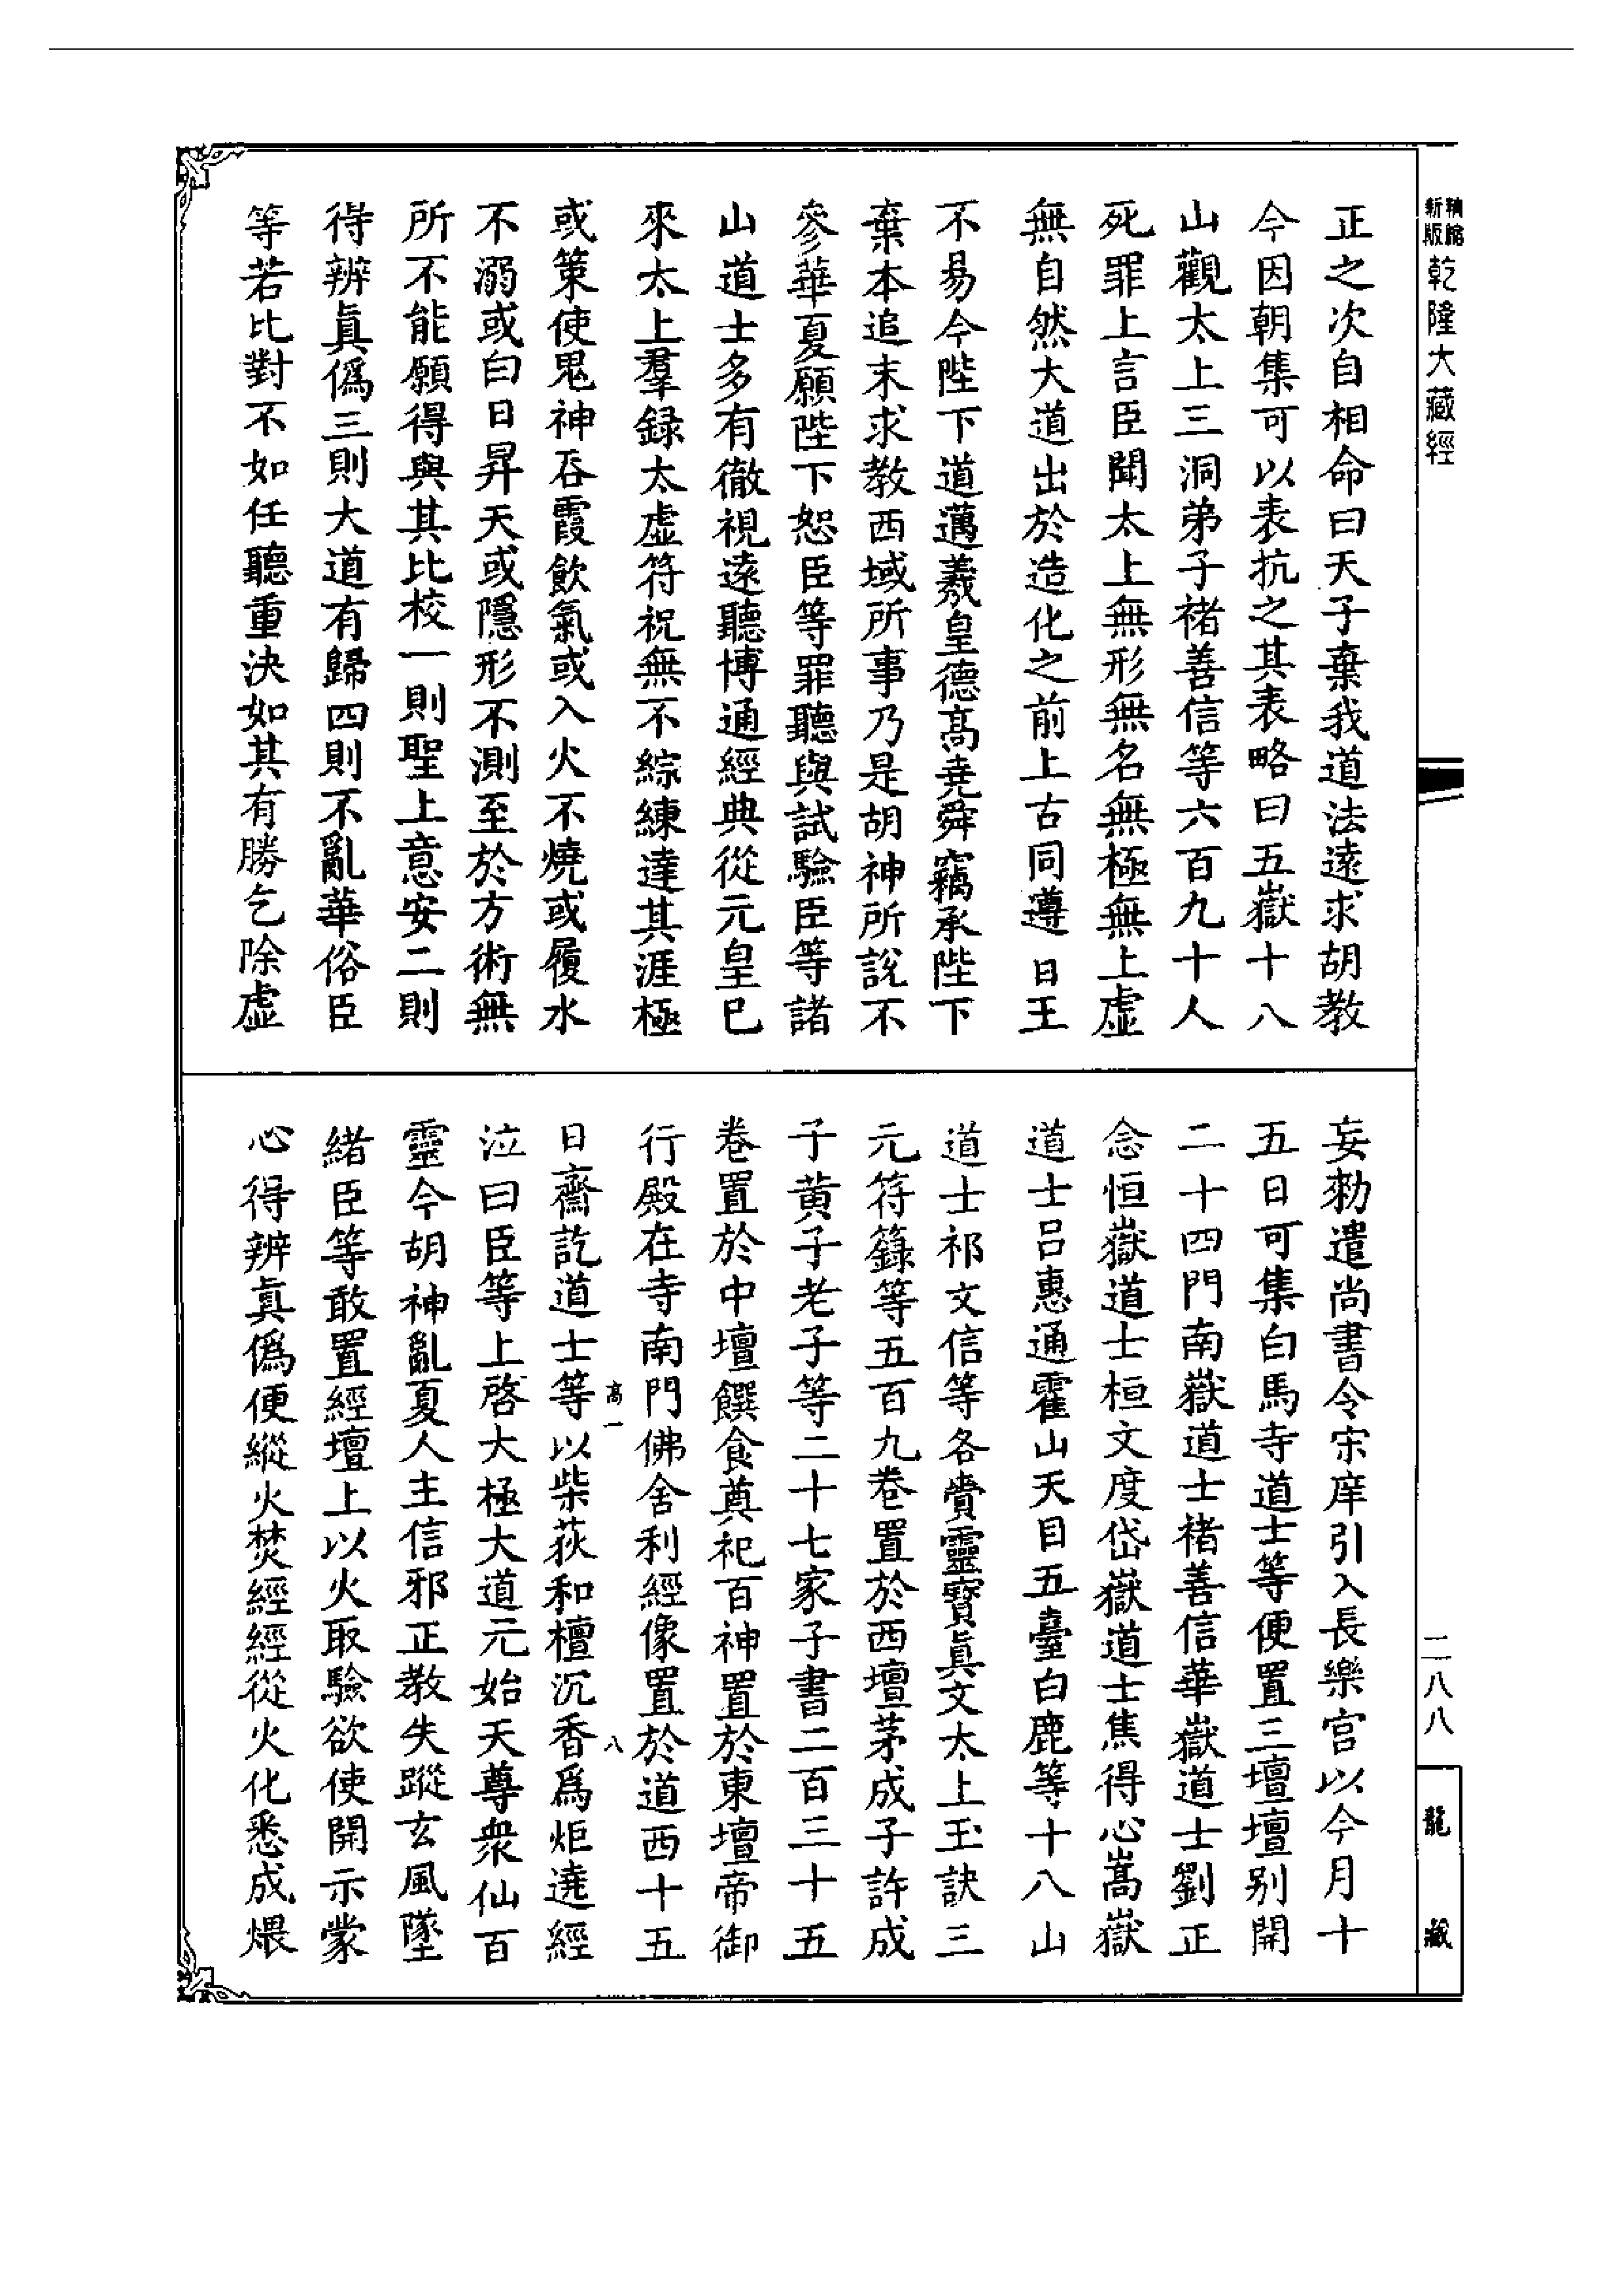 精縮新版乾隆大藏經
正之次自相命曰天子棄我道法遠求胡教
今因朝集可以表抗之其表略曰五嶽十八
山觀太上三洞弟子褚善信等六百九十人
死罪上言臣聞太上無形無名無極無上虛
無自然大道出於造化之前上古同遵日王
不易今陛下道邁羲皇德高堯舜竊承陛下
棄本追末求教西域所事乃是胡神所說不
參華夏願陛下恕臣等罪聽與試驗臣等諸
山道士多有徹視遠聽博通經典從元皇已
來太上羣錄太虛符祝無不綜練達其涯極
或策使鬼神吞霞飲氣或入火不燒或履水
不溺或白日昇天或隱形不測至於方術無
所不能願得與其比校一則聖上意安二則
得辨真偽三則大道有歸四則不亂華俗臣
等若比對不如任聽重決如其有勝乞除虛
妄勑遣尚書令宋庠引入長樂宮以今月十
五日可集白馬寺道士等便置三壇壇別開
二十四門南嶽道士褚善信華嶽道士劉正
念恒嶽道士桓文度岱嶽道士焦得心嵩嶽
道士呂惠通霍山天目五臺白鹿等十八山
道士祁文信等各賷靈寶真文太上玉訣三
元符籙等五百九卷置於西壇茅成子許成
子黃子老子等二十七家子書二百三十五
卷置於中壇饌食奠祀百神置於東壇帝御
行殿在寺南門佛舍利經像置於道西十五
高一 八
日齋訖道士等以柴荻和檀沉香爲炬遶經
泣曰臣等上啓大極大道元始天尊衆仙百
靈今胡神亂夏人主信邪正教失蹤玄風墜
緒臣等敢置經壇上以火取驗欲使開示蒙
心得辨真偽便縱火焚經經從火化悉成煨
二八八
龍藏